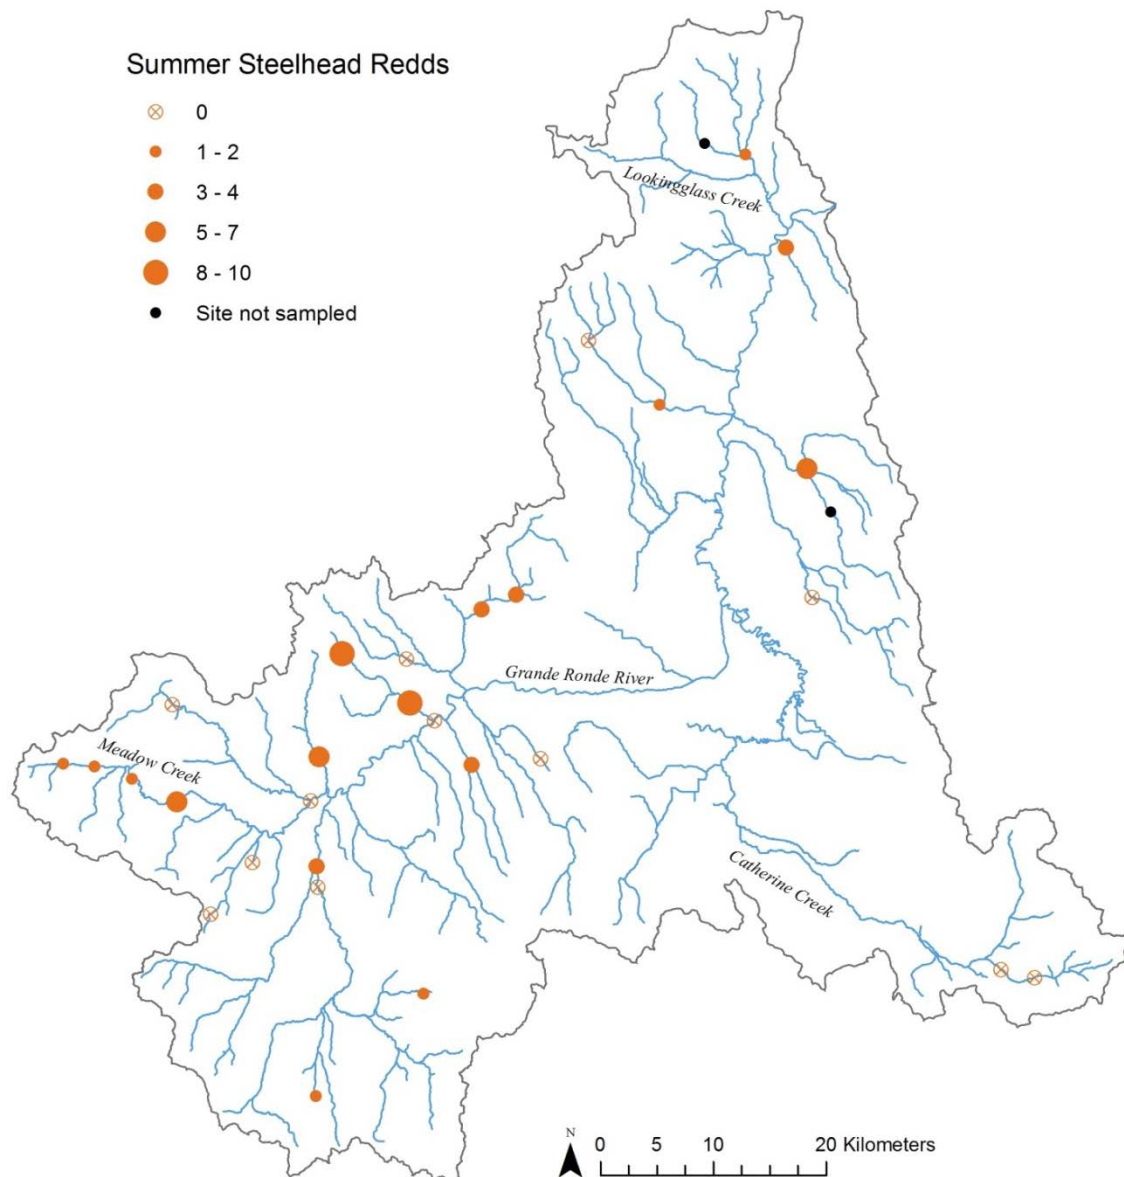 Summer Steelhead Redds
0
1 - 2
3 - 4
5 - 7
8 - 10
Site not sampled
Lookingglass Creek
Grande Ronde River
Meadow Creek
Catherine Creek
N
0 5 10 20 Kilometers